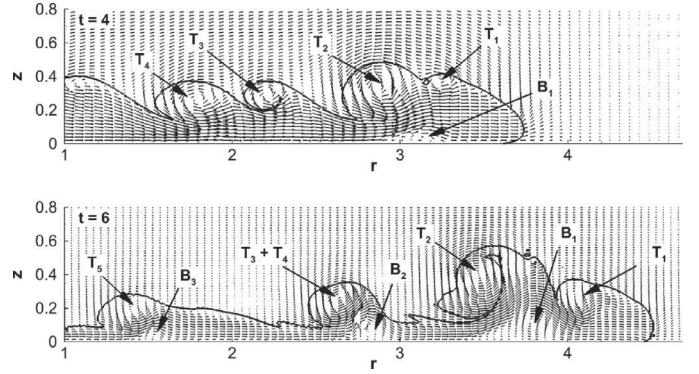 0.8
t = 4
T₁
T₃
T₂
0.6
T₄
z
0.4
B₁
0.2
0
1
2
3
4
r
0.8
t = 6
T₂
B₁
0.6
T₃ + T₄
T₅
B₃
B₂
T₁
z
0.4
0.2
0
1
2
3
4
r